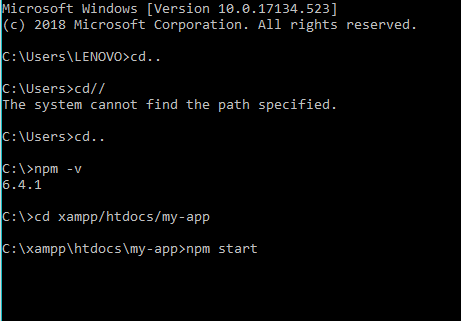 Microsoft Windows [Version 10.0.17134.523]
(c) 2018 Microsoft Corporation. All rights reserved.
C:\Users\LENOVO>cd..
C:\Users>cd//
The system cannot find the path specified.
C:\Users>cd..
C:\>npm -v
6.4.1
C:\>cd xampp/htdocs/my-app
C:\xampp\htdocs\my-app>npm start